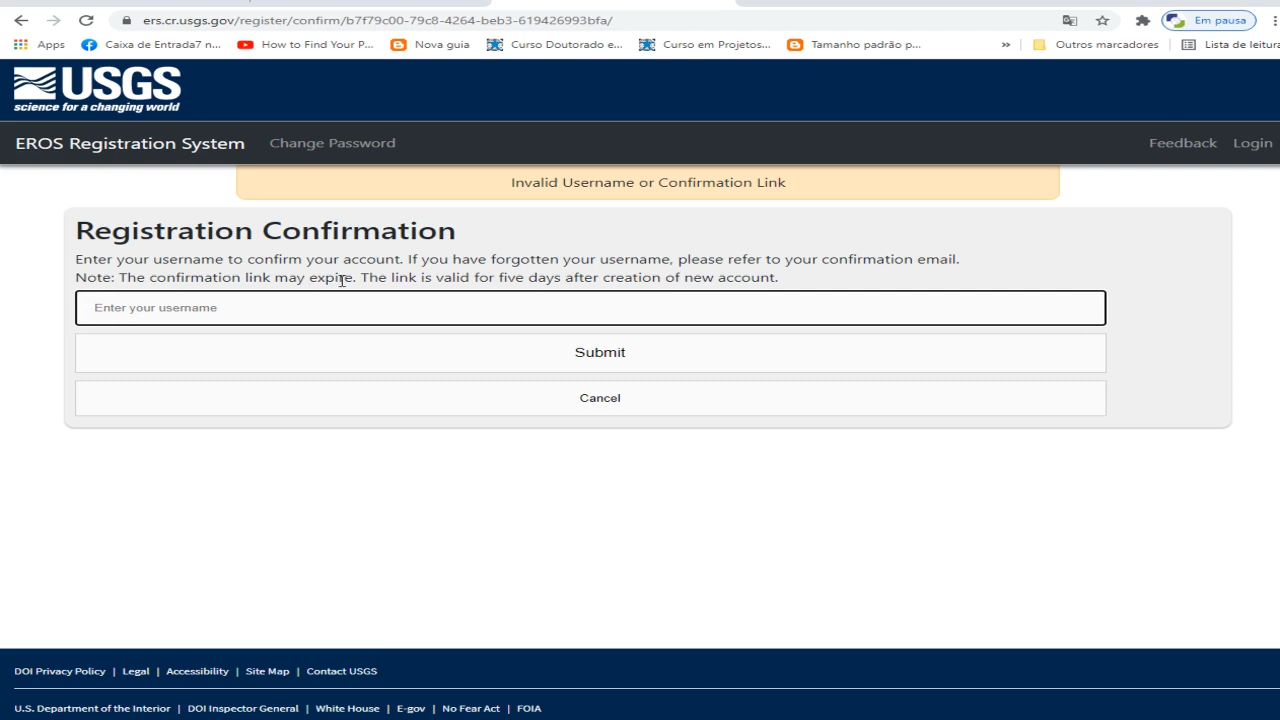 ers.cr.usgs.gov/register/confirm/b7f79c00-79c8-4264-beb3-619426993bfa/
Em pausa
Apps
Caixa de Entrada7 n...
How to Find Your P...
Nova guia
Curso Doutorado e...
Curso em Projetos...
Tamanho padrão p...
»
Outros marcadores
Lista de leitura
USGS
science for a changing world
EROS Registration System
Change Password
Feedback
Login
Invalid Username or Confirmation Link
Registration Confirmation
Enter your username to confirm your account. If you have forgotten your username, please refer to your confirmation email.
Note: The confirmation link may expire. The link is valid for five days after creation of new account.
Enter your username
Submit
Cancel
DOI Privacy Policy | Legal | Accessibility | Site Map | Contact USGS
U.S. Department of the Interior | DOI Inspector General | White House | E-gov | No Fear Act | FOIA